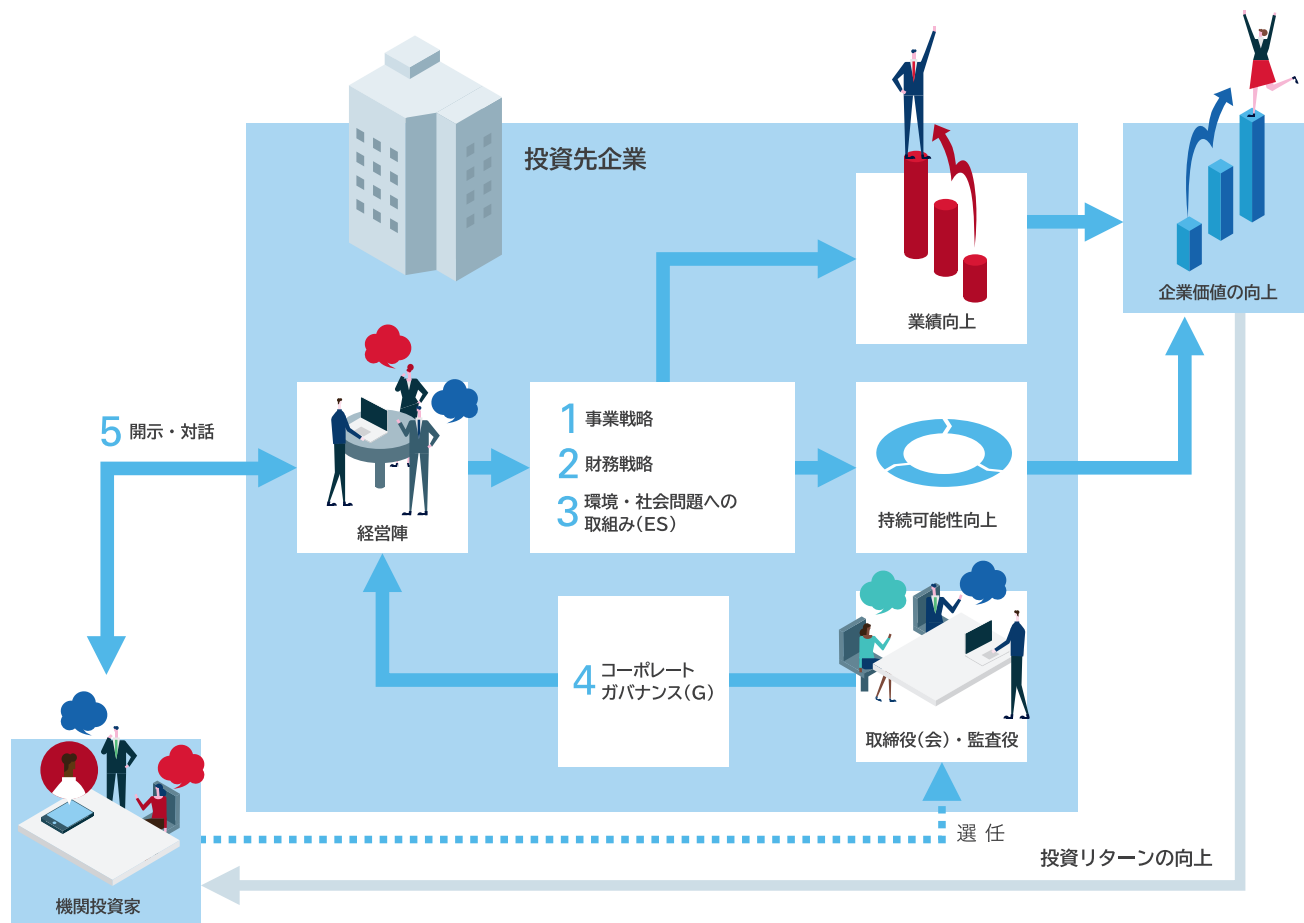 投資先企業
業績向上
企業価値の向上
5 開示・対話
経営陣
1 事業戦略
2 財務戦略
3 環境・社会問題への
取組み(ES)
持続可能性向上
4 コーポレート
ガバナンス(G)
取締役(会)・監査役
選 任
投資リターンの向上
機関投資家